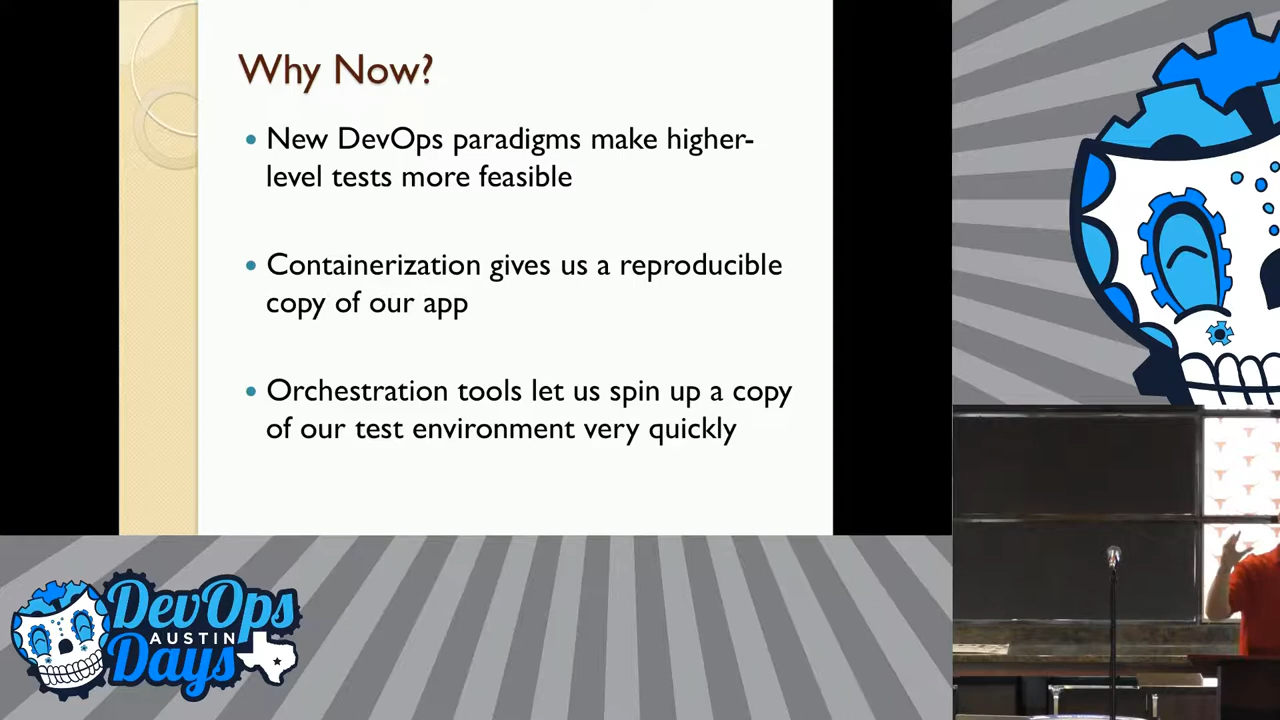 Why Now?
• New DevOps paradigms make higher-
level tests more feasible
• Containerization gives us a reproducible
copy of our app
• Orchestration tools let us spin up a copy
of our test environment very quickly
DevOps
AUSTIN
Days